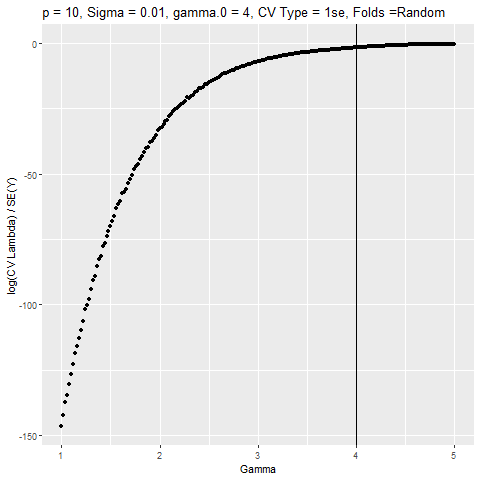 p = 10, Sigma = 0.01, gamma.0 = 4, CV Type = 1se, Folds =Random
log(CV Lambda) / SE(Y)
0
-50
-100
-150
1 2 3 4 5
Gamma